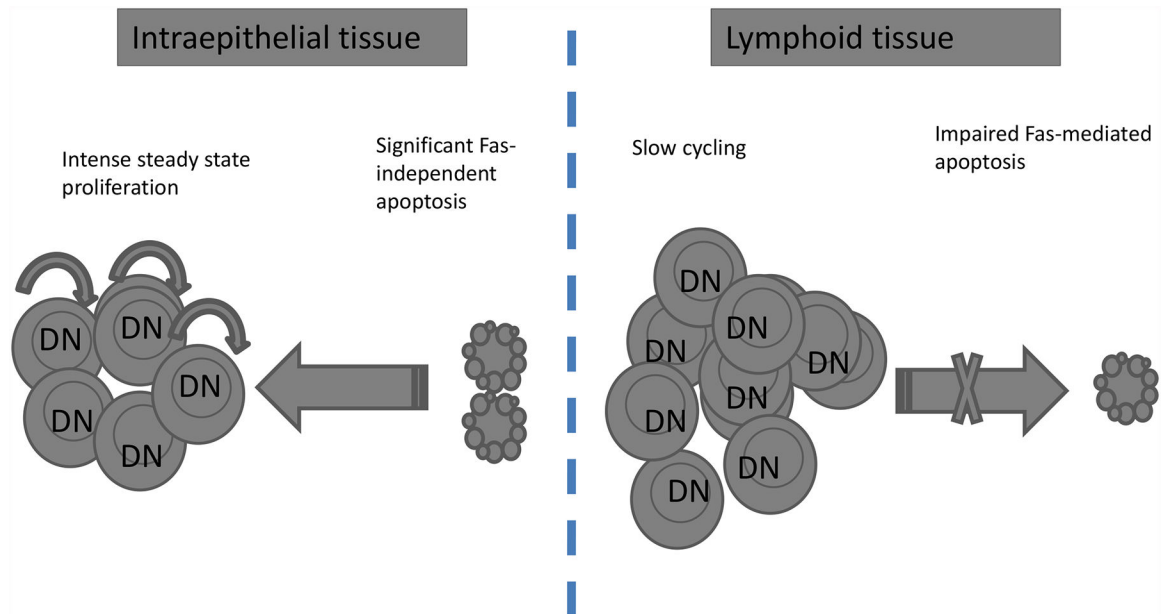 Intraepithelial tissue
Lymphoid tissue
Intense steady state
proliferation
Significant Fas-
independent
apoptosis
Slow cycling
Impaired Fas-mediated
apoptosis
DN
DN
DN
DN
DN
DN
DN
DN
DN
DN
DN
DN
DN